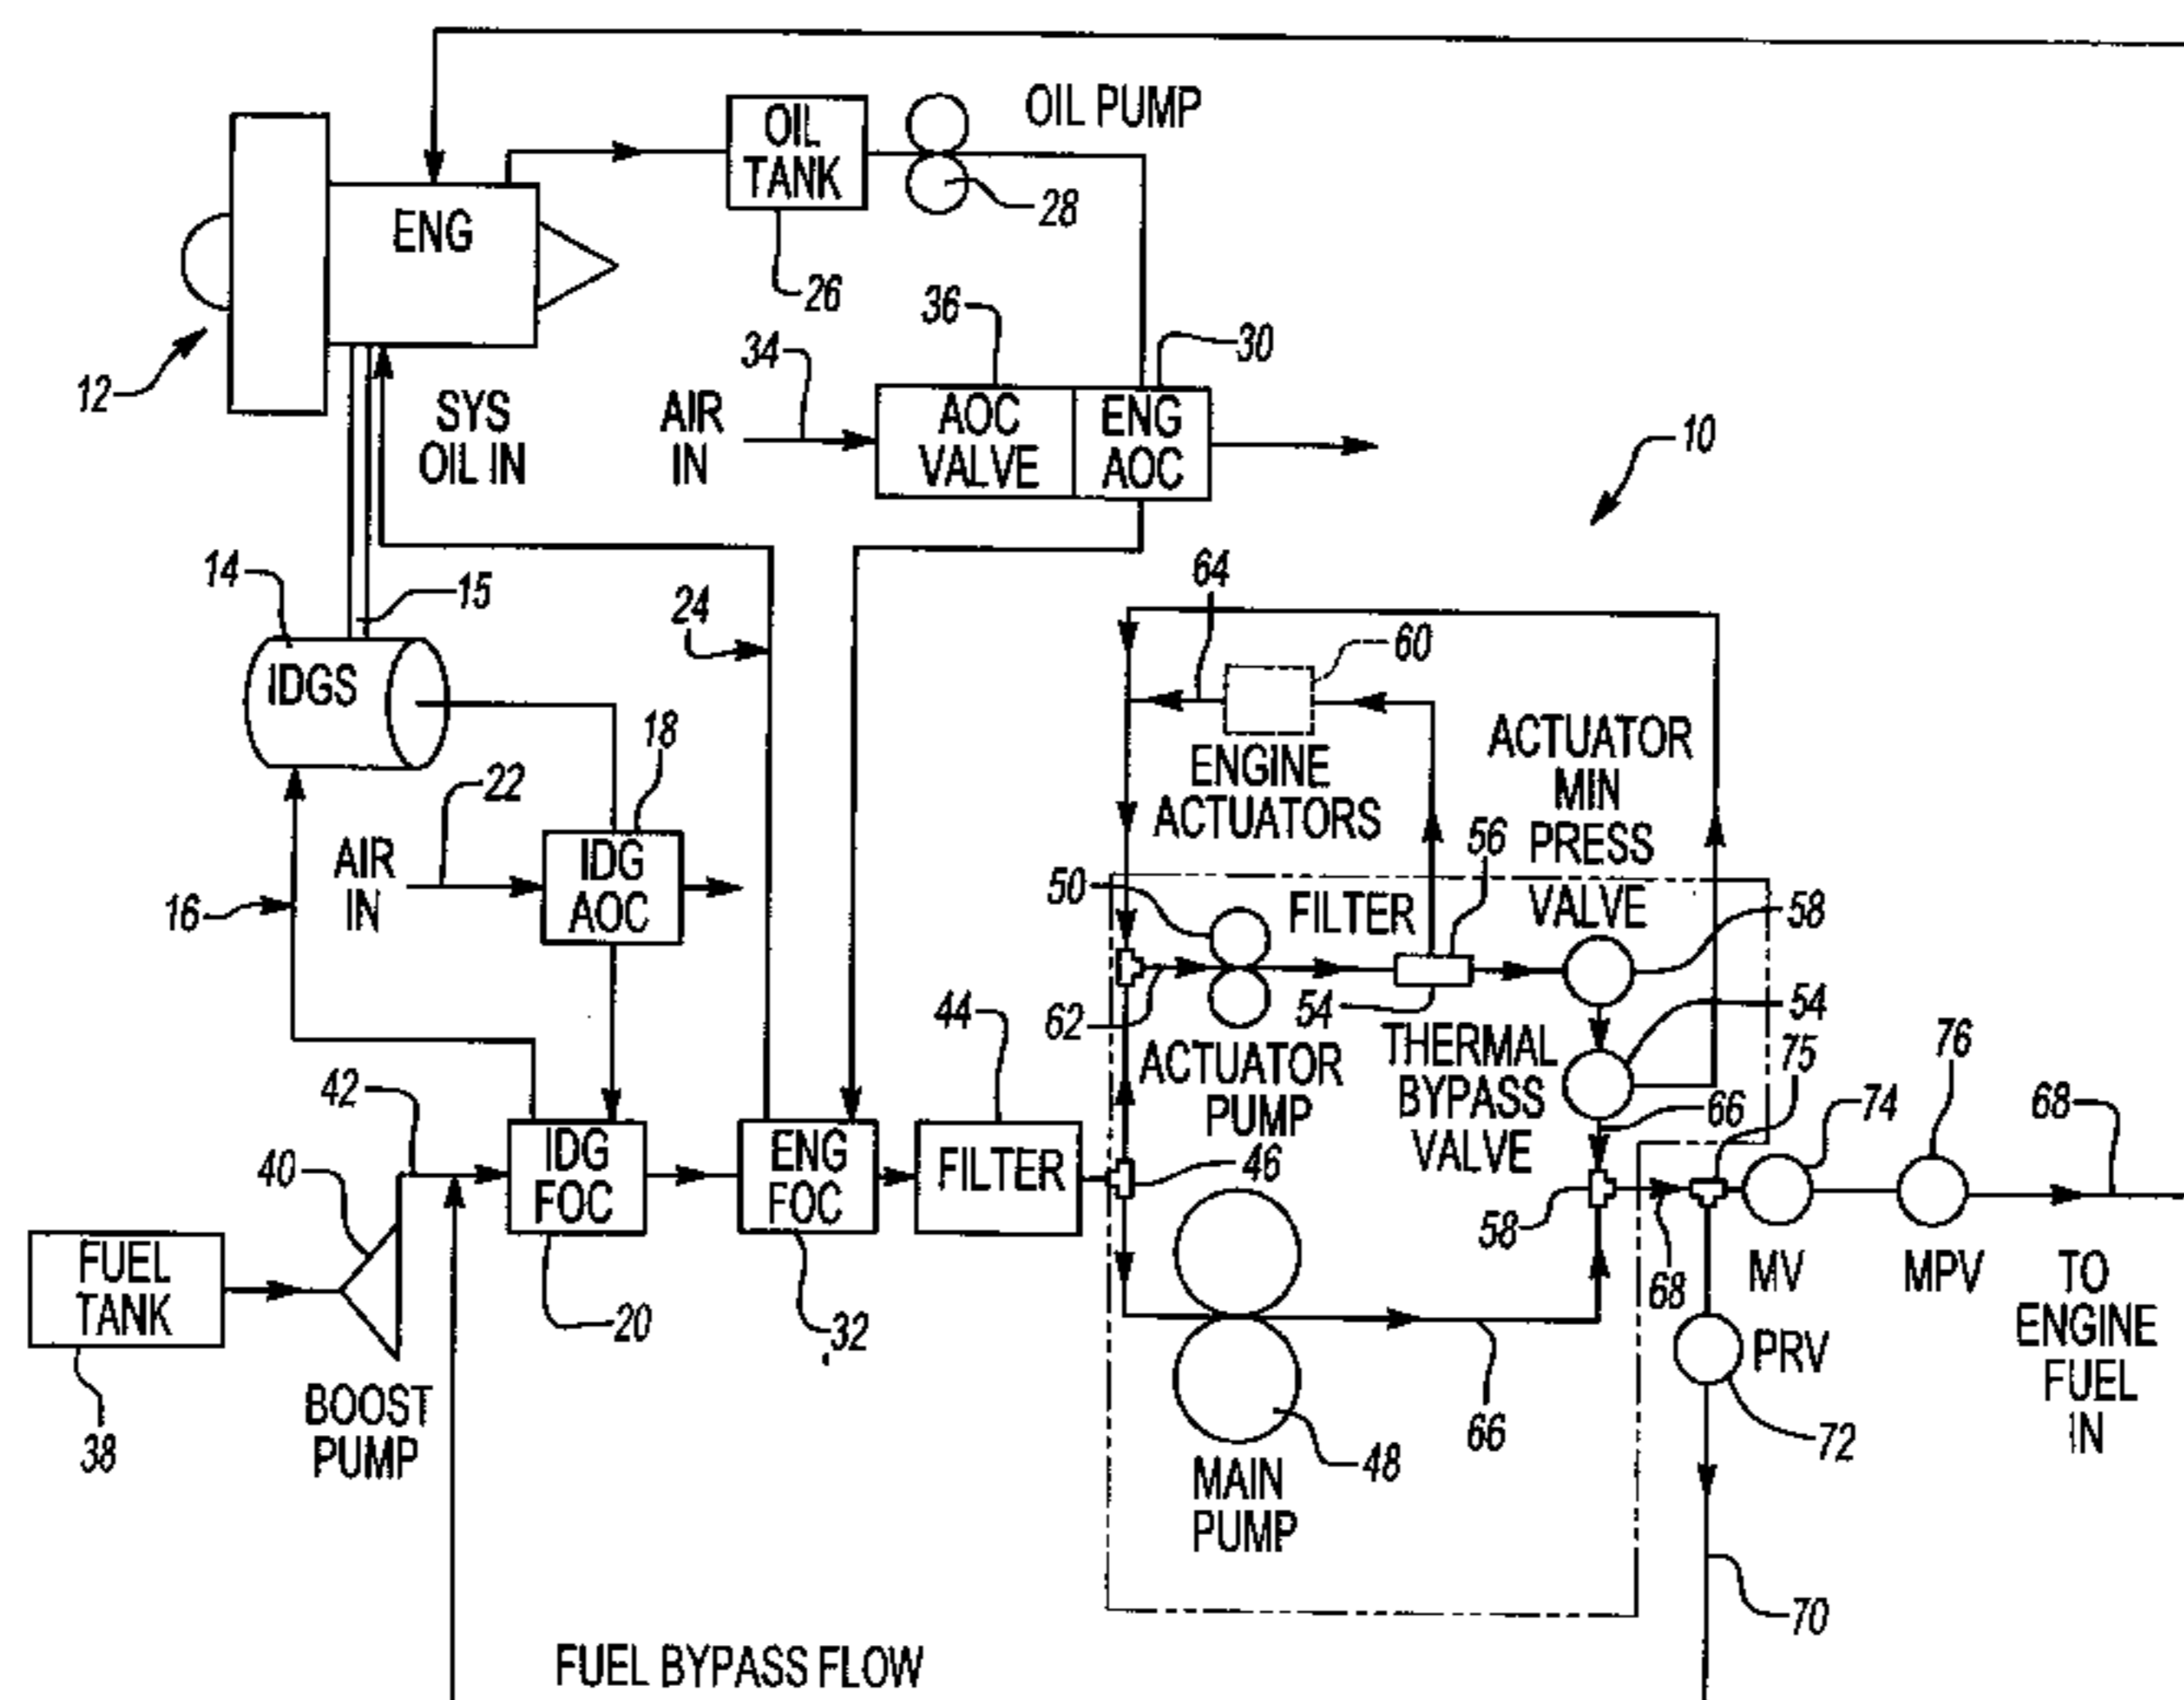 OIL PUMP
OIL
TANK
28
26
ENG
12
SYS
OIL IN
34
AIR
IN
36
30
AOC
VALVE
ENG
AOC
10
14
15
24
IDGS
18
22
AIR
IN
IDG
AOC
16
64
60
ENGINE
ACTUATORS
ACTUATOR
MIN
PRESS
VALVE
56
50
FILTER
58
62
54
54
ACTUATOR
PUMP
THERMAL
BYPASS
VALVE
75
76
66
74
68
44
42
40
IDG
FOC
ENG
FOC
FILTER
46
58
68
MV
MPV
TO
ENGINE
FUEL
IN
FUEL
TANK
38
BOOST
PUMP
20
32
PRV
72
66
48
MAIN
PUMP
70
FUEL BYPASS FLOW